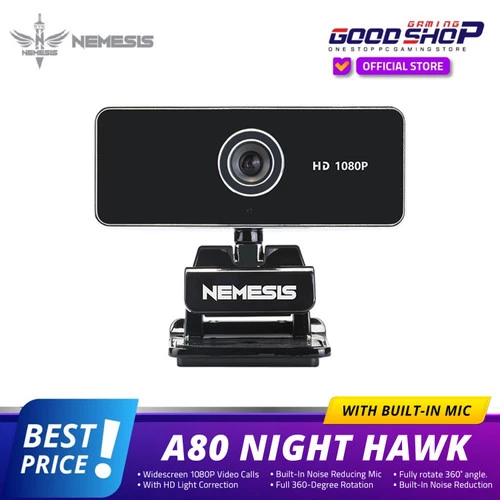 NEMESIS
NEMESIS
GAMING
GOODSHOP
ONE STOP PC GAMING STORE
OFFICIAL STORE
HD 1080P
NEMESIS
WITH BUILT-IN MIC
BEST
PRICE!
A80 NIGHT HAWK
• Widescreen 1080P Video Calls
• With HD Light Correction
• Built-In Noise Reducing Mic
• Full 360-Degree Rotation
• Fully rotate 360° angle.
• Built-In Noise Reduction